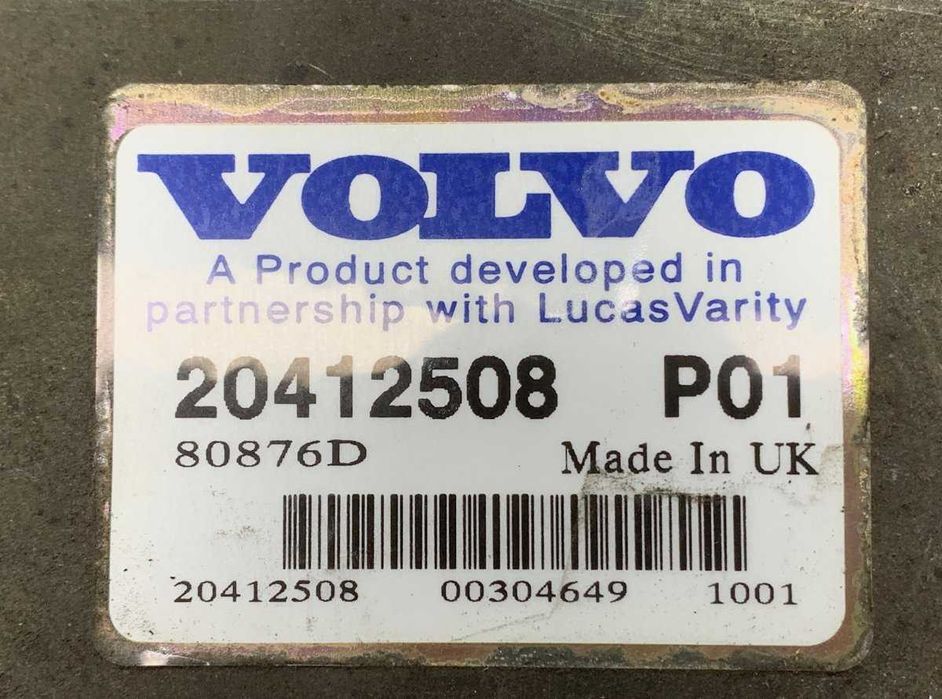 VOLVO
A Product developed in
partnership with LucasVarity
20412508 P01
80876D Made In UK
20412508 00304649 1001